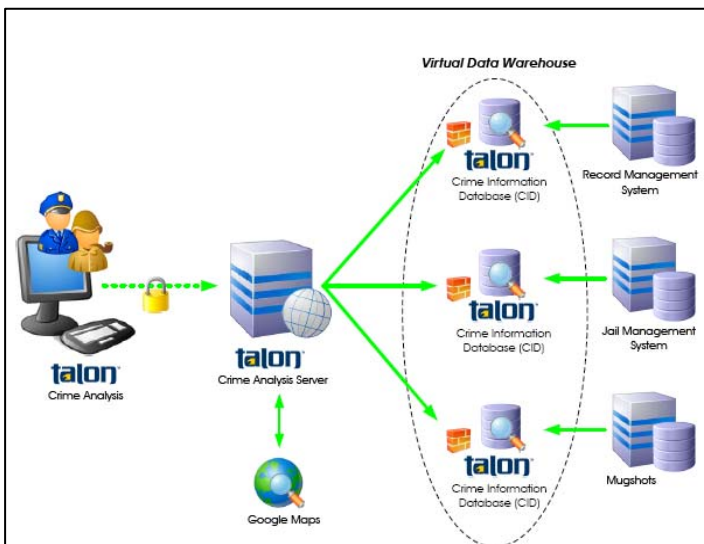 Virtual Data Warehouse
talon
Crime Information
Database (CID)
Record Management
System
talon
Crime Analysis
talon
Crime Analysis Server
talon
Crime Information
Database (CID)
Jail Management
System
Google Maps
talon
Crime Information
Database (CID)
Mugshots